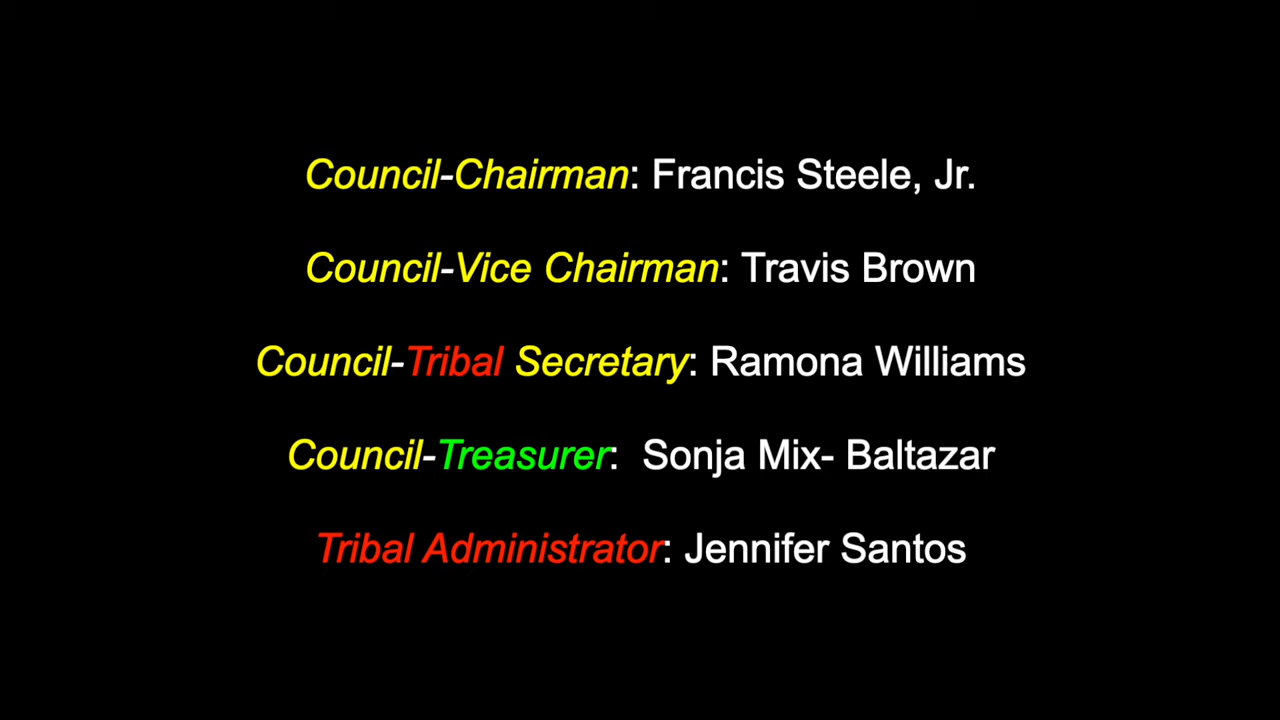 Council-Chairman: Francis Steele, Jr.
Council-Vice Chairman: Travis Brown
Council-Tribal Secretary: Ramona Williams
Council-Treasurer:  Sonja Mix- Baltazar
Tribal Administrator: Jennifer Santos